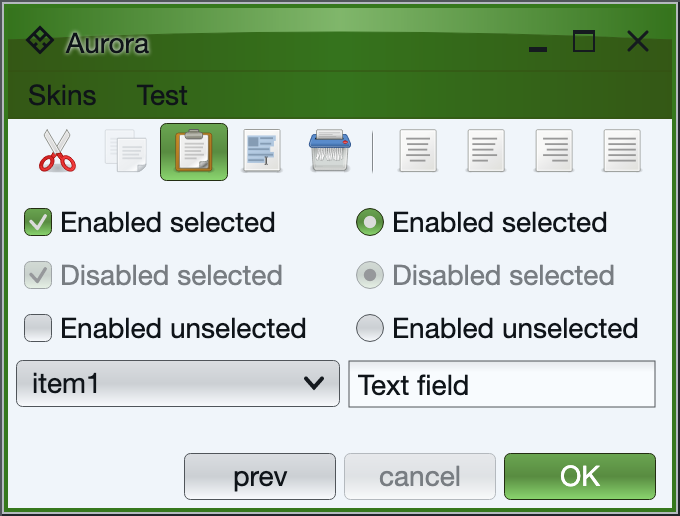 Aurora
Skins Test
Enabled selected Enabled selected
Disabled selected Disabled selected
Enabled unselected Enabled unselected
item1 Text field
prev cancel OK